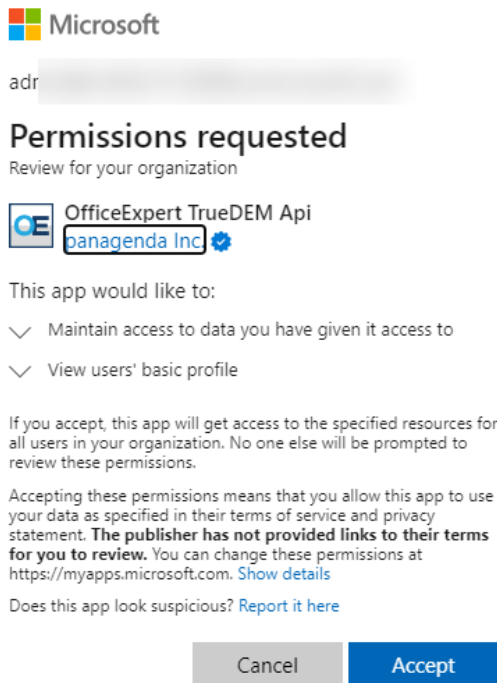 Microsoft
adr
Permissions requested
Review for your organization
OE
OfficeExpert TrueDEM Api
panagenda Inc.
This app would like to:
Maintain access to data you have given it access to
View users' basic profile
If you accept, this app will get access to the specified resources for
all users in your organization. No one else will be prompted to
review these permissions.
Accepting these permissions means that you allow this app to use
your data as specified in their terms of service and privacy
statement. The publisher has not provided links to their terms
for you to review. You can change these permissions at
https://myapps.microsoft.com. Show details
Does this app look suspicious? Report it here
Cancel
Accept